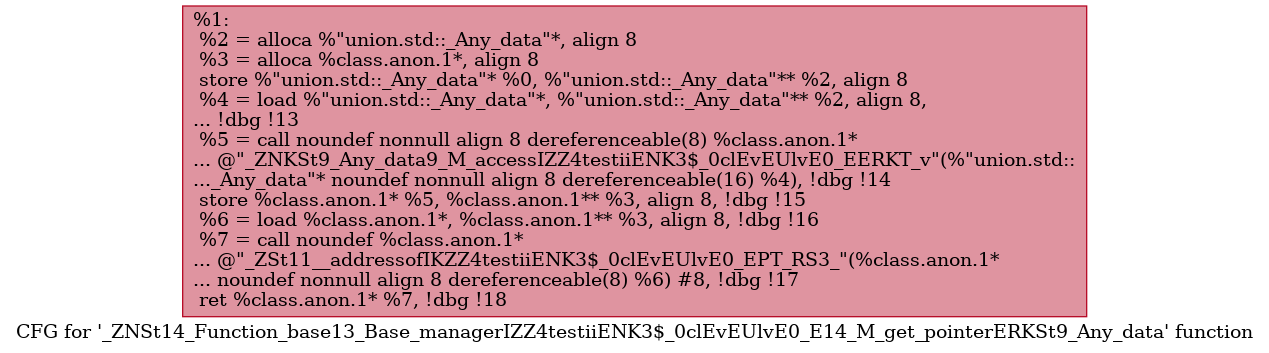 %1:
%2 = alloca %"union.std::_Any_data"*, align 8
%3 = alloca %class.anon.1*, align 8
store %"union.std::_Any_data"* %0, %"union.std::_Any_data"** %2, align 8
%4 = load %"union.std::_Any_data"*, %"union.std::_Any_data"** %2, align 8,
... !dbg !13
%5 = call noundef nonnull align 8 dereferenceable(8) %class.anon.1*
... @"_ZNKSt9_Any_data9_M_accessIZZ4testiiENK3$_0clEvEUlvE0_EERKT_v"(%"union.std::
..._Any_data"* noundef nonnull align 8 dereferenceable(16) %4), !dbg !14
store %class.anon.1* %5, %class.anon.1** %3, align 8, !dbg !15
%6 = load %class.anon.1*, %class.anon.1** %3, align 8, !dbg !16
%7 = call noundef %class.anon.1*
... @"_ZSt11__addressofIKZZ4testiiENK3$_0clEvEUlvE0_EPT_RS3_"(%class.anon.1*
... noundef nonnull align 8 dereferenceable(8) %6) #8, !dbg !17
ret %class.anon.1* %7, !dbg !18
CFG for '_ZNSt14_Function_base13_Base_managerIZZ4testiiENK3$_0clEvEUlvE0_E14_M_get_pointerERKSt9_Any_data' function